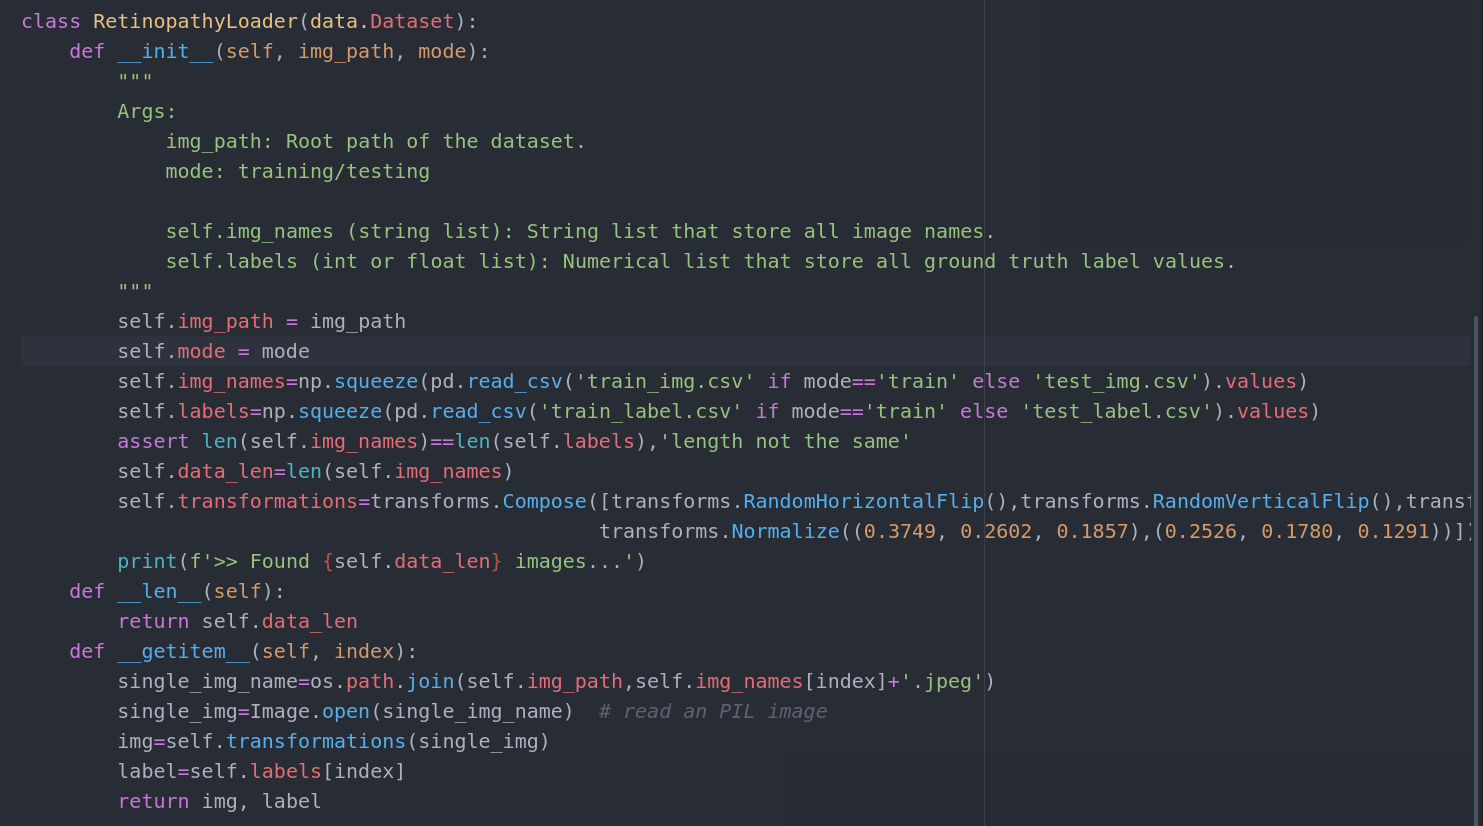 class RetinopathyLoader(data.Dataset):
    def __init__(self, img_path, mode):
        """
        Args:
            img_path: Root path of the dataset.
            mode: training/testing

            self.img_names (string list): String list that store all image names.
            self.labels (int or float list): Numerical list that store all ground truth label values.
        """
        self.img_path = img_path
        self.mode = mode
        self.img_names=np.squeeze(pd.read_csv('train_img.csv' if mode=='train' else 'test_img.csv').values)
        self.labels=np.squeeze(pd.read_csv('train_label.csv' if mode=='train' else 'test_label.csv').values)
        assert len(self.img_names)==len(self.labels),'length not the same'
        self.data_len=len(self.img_names)
        self.transformations=transforms.Compose([transforms.RandomHorizontalFlip(),transforms.RandomVerticalFlip(),
                                                transforms.Normalize((0.3749, 0.2602, 0.1857),(0.2526, 0.1780, 0.1291))])
        print(f'>> Found {self.data_len} images...')
    def __len__(self):
        return self.data_len
    def __getitem__(self, index):
        single_img_name=os.path.join(self.img_path,self.img_names[index]+'.jpeg')
        single_img=Image.open(single_img_name)  # read an PIL image
        img=self.transformations(single_img)
        label=self.labels[index]
        return img, label